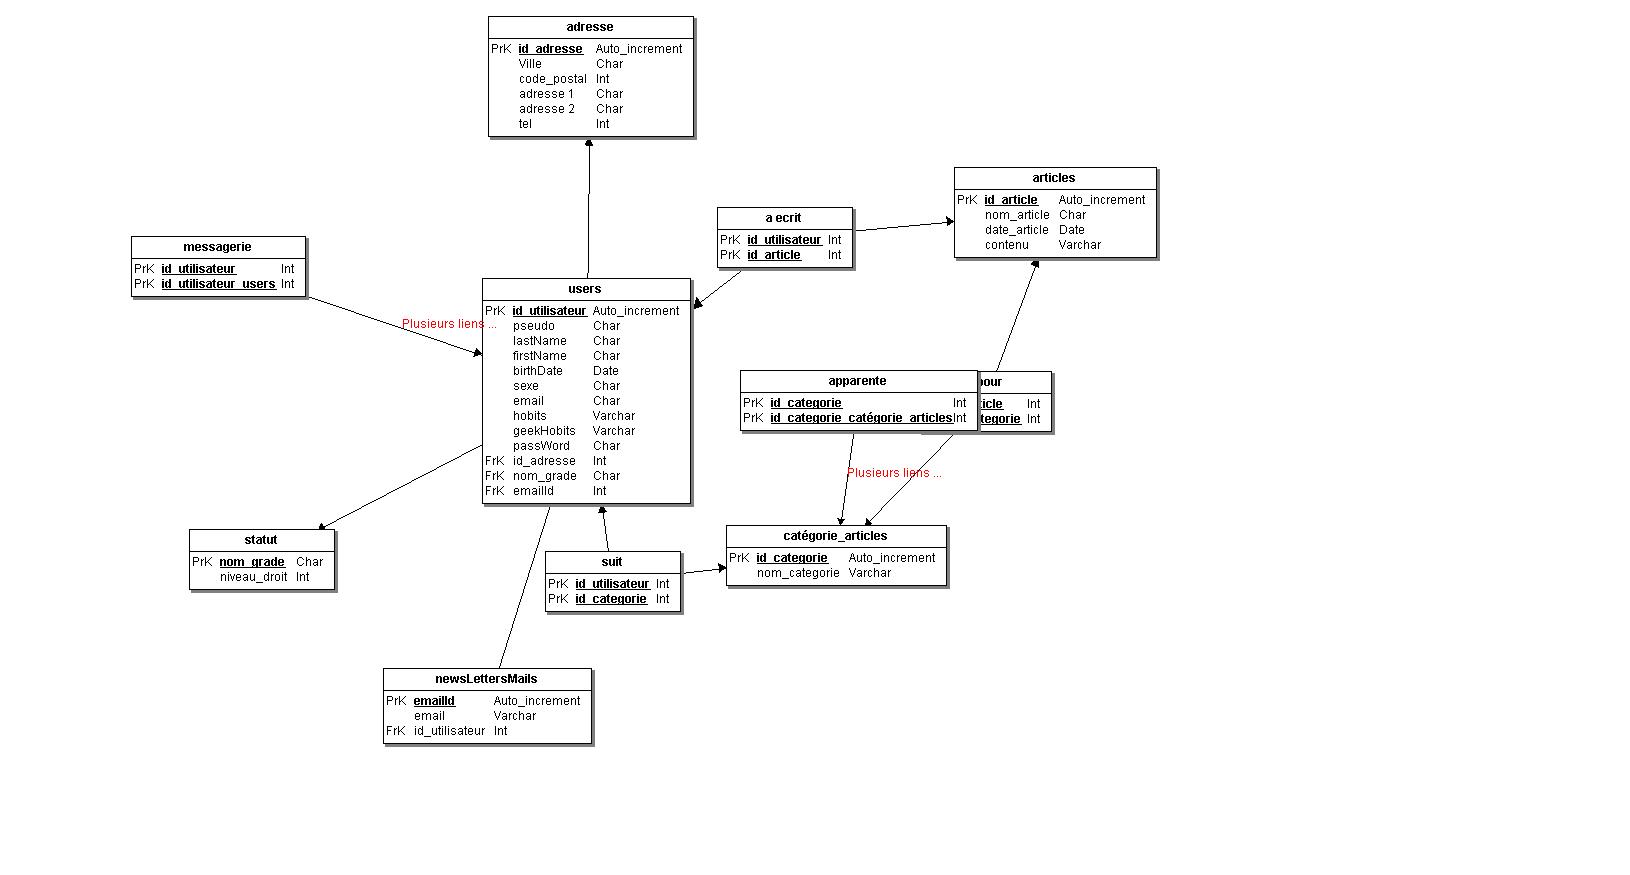 adresse
PrK id_adresse Auto_increment
Ville Char
code_postal Int
adresse 1 Char
adresse 2 Char
tel Int
articles
PrK id_article Auto_increment
nom_article Char
date_article Date
contenu Varchar
a ecrit
PrK id_utilisateur Int
PrK id_article Int
messagerie
PrK id_utilisateur Int
PrK id_utilisateur_users Int
Plusieurs liens ...
users
PrK id_utilisateur Auto_increment
pseudo Char
lastName Char
firstName Char
birthDate Date
sexe Char
email Char
hobits Varchar
geekHobits Varchar
passWord Char
FrK id_adresse Int
FrK nom_grade Char
FrK emailId Int
apparente
PrK id_categorie Int
PrK id_categorie_catégorie_articles Int
pour
ticle Int
tegorie Int
Plusieurs liens ...
statut
PrK nom_grade Char
niveau_droit Int
suit
PrK id_utilisateur Int
PrK id_categorie Int
catégorie_articles
PrK id_categorie Auto_increment
nom_categorie Varchar
newsLettersMails
PrK emailId Auto_increment
email Varchar
FrK id_utilisateur Int